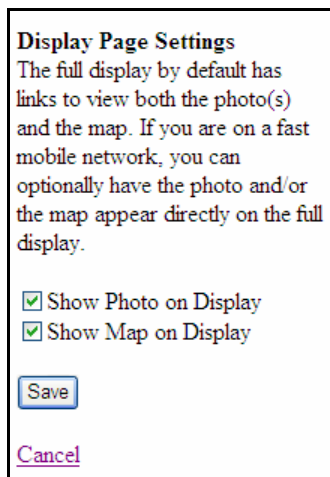 Display Page Settings
The full display by default has
links to view both the photo(s)
and the map. If you are on a fast
mobile network, you can
optionally have the photo and/or
the map appear directly on the full
display.
Show Photo on Display
Show Map on Display
Save
Cancel